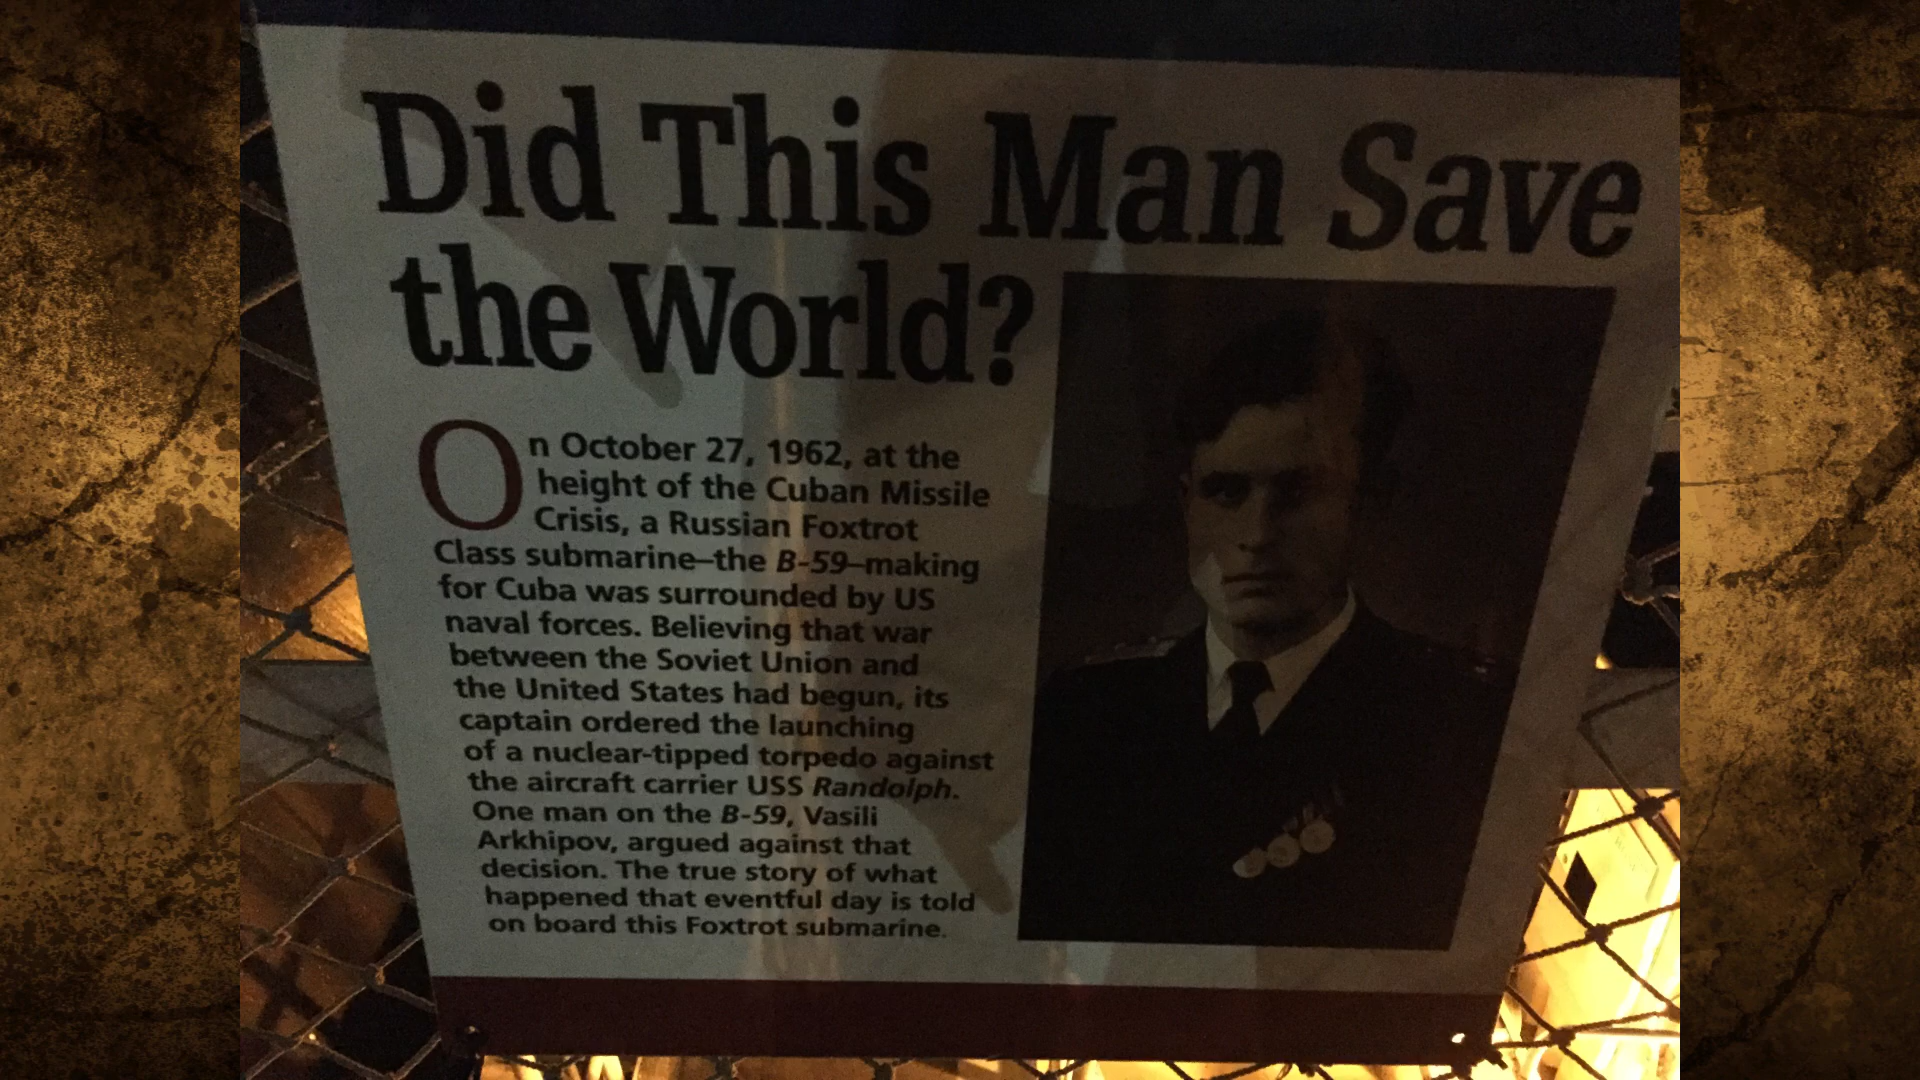 Did This Man Save
the World?
On October 27, 1962, at the
height of the Cuban Missile
Crisis, a Russian Foxtrot
Class submarine–the B-59–making
for Cuba was surrounded by US
naval forces. Believing that war
between the Soviet Union and
the United States had begun, its
captain ordered the launching
of a nuclear-tipped torpedo against
the aircraft carrier USS Randolph.
One man on the B-59, Vasili
Arkhipov, argued against that
decision. The true story of what
happened that eventful day is told
on board this Foxtrot submarine.